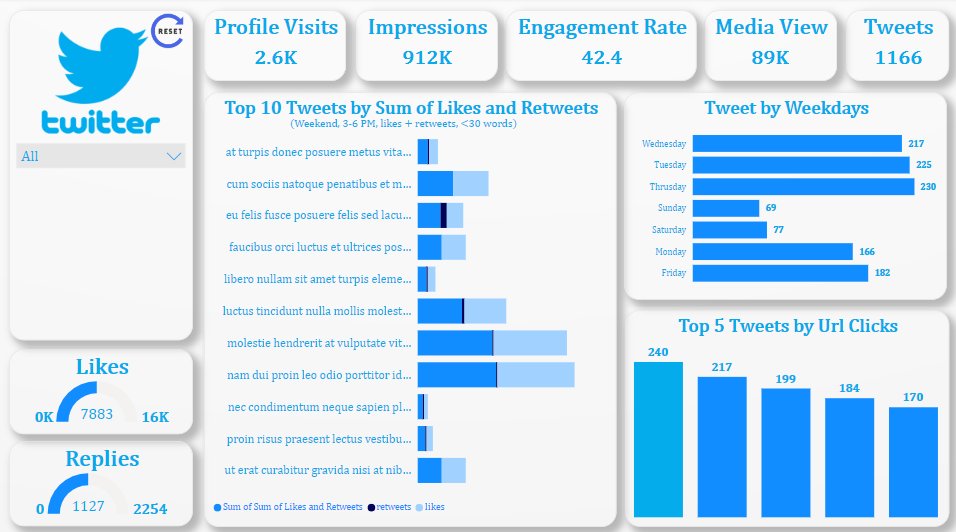 RESET
twitter
All
Profile Visits
2.6K
Impressions
912K
Engagement Rate
42.4
Media View
89K
Tweets
1166
Likes
0K
7883
16K
Replies
0
1127
2254
Top 10 Tweets by Sum of Likes and Retweets
(Weekend, 3-6 PM, likes + retweets, <30 words)
at turpis donec posuere metus vita...
cum sociis natoque penatibus et m...
eu felis fusce posuere felis sed lacu...
faucibus orci luctus et ultrices pos...
libero nullam sit amet turpis eleme...
luctus tincidunt nulla mollis molest...
molestie hendrerit at vulputate vit...
nam dui proin leo odio porttitor id...
nec condimentum neque sapien pl...
proin risus praesent lectus vestibu...
ut erat curabitur gravida nisi at nib...
Sum of Sum of Likes and Retweets retweets likes
Tweet by Weekdays
Wednesday 217
Tuesday 225
Thrusday 230
Sunday 69
Saturday 77
Monday 166
Friday 182
Top 5 Tweets by Url Clicks
240
217
199
184
170